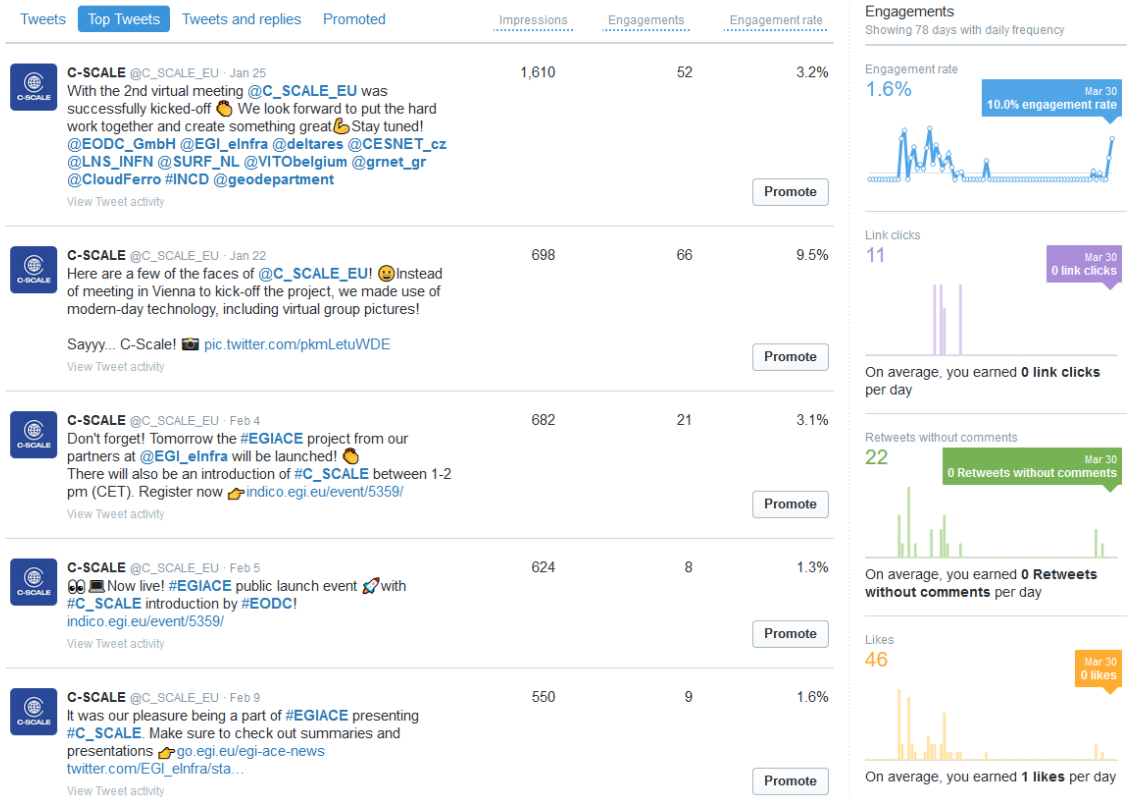 Tweets Top Tweets Tweets and replies Promoted Impressions Engagements Engagement rate
C-SCALE @C_SCALE_EU · Jan 25 1,610 52 3.2%
With the 2nd virtual meeting @C_SCALE_EU was
successfully kicked-off 👏 We look forward to put the hard
work together and create something great💪Stay tuned!
@EODC_GmbH @EGI_eInfra @deltares @CESNET_cz
@LNS_INFN @SURF_NL @VITObelgium @grnet_gr
@CloudFerro #INCD @geodepartment
View Tweet activity
Promote
C-SCALE
C-SCALE @C_SCALE_EU · Jan 22 698 66 9.5%
Here are a few of the faces of @C_SCALE_EU! 😀Instead
of meeting in Vienna to kick-off the project, we made use of
modern-day technology, including virtual group pictures!
Sayyy... C-Scale! 📸 pic.twitter.com/pkmLetuWDE
View Tweet activity
Promote
C-SCALE
C-SCALE @C_SCALE_EU · Feb 4 682 21 3.1%
Don't forget! Tomorrow the #EGIACE project from our
partners at @EGI_eInfra will be launched! 👏
There will also be an introduction of #C_SCALE between 1-2
pm (CET). Register now 👉indico.egi.eu/event/5359/
View Tweet activity
Promote
C-SCALE
C-SCALE @C_SCALE_EU · Feb 5 624 8 1.3%
👀💻Now live! #EGIACE public launch event 🚀with
#C_SCALE introduction by #EODC!
indico.egi.eu/event/5359/
View Tweet activity
Promote
C-SCALE
C-SCALE @C_SCALE_EU · Feb 9 550 9 1.6%
It was our pleasure being a part of #EGIACE presenting
#C_SCALE. Make sure to check out summaries and
presentations 👉go.egi.eu/egi-ace-news
twitter.com/EGI_eInfra/sta…
View Tweet activity
Promote
C-SCALE
Engagements
Showing 78 days with daily frequency
Engagement rate
1.6%
Mar 30
10.0% engagement rate
Link clicks
11
Mar 30
0 link clicks
On average, you earned 0 link clicks
per day
Retweets without comments
22
Mar 30
0 Retweets without comments
On average, you earned 0 Retweets
without comments per day
Likes
46
Mar 30
0 likes
On average, you earned 1 likes per day